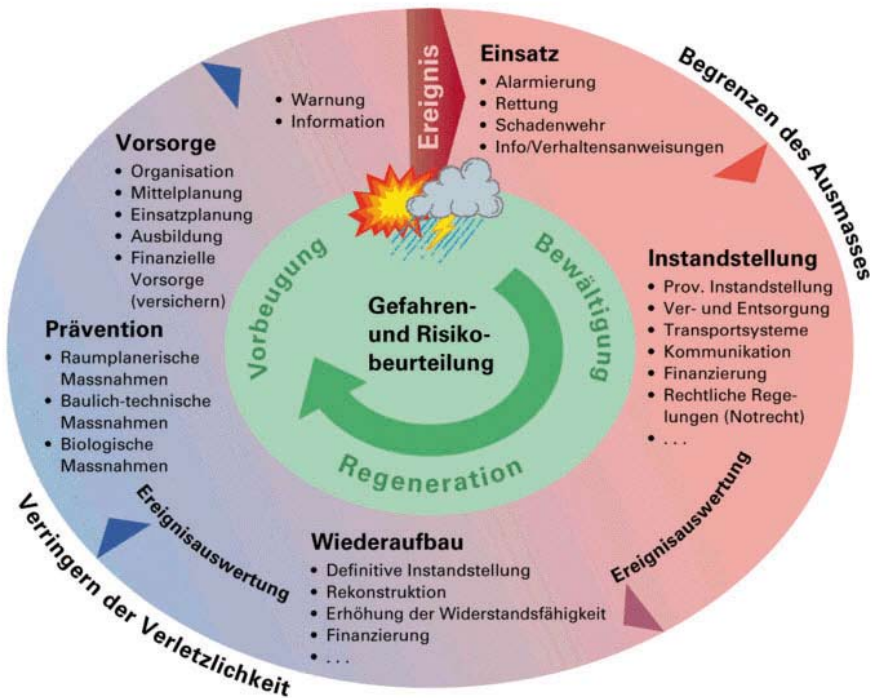 Ereignis
Einsatz
• Alarmierung
• Rettung
• Schadenwehr
• Info/Verhaltensanweisungen
Begrenzen des Ausmasses
Instandstellung
• Prov. Instandstellung
• Ver- und Entsorgung
• Transportsysteme
• Kommunikation
• Finanzierung
• Rechtliche Rege-
lungen (Notrecht)
• . . .
Ereignisauswertung
Wiederaufbau
• Definitive Instandstellung
• Rekonstruktion
• Erhöhung der Widerstandsfähigkeit
• Finanzierung
• . . .
Ereignisauswertung
Verringern der Verletzlichkeit
Prävention
• Raumplanerische
Massnahmen
• Baulich-technische
Massnahmen
• Biologische
Massnahmen
Vorsorge
• Organisation
• Mittelplanung
• Einsatzplanung
• Ausbildung
• Finanzielle
Vorsorge
(versichern)
• Warnung
• Information
Bewältigung
Regeneration
Vorbeugung
Gefahren-
und Risiko-
beurteilung